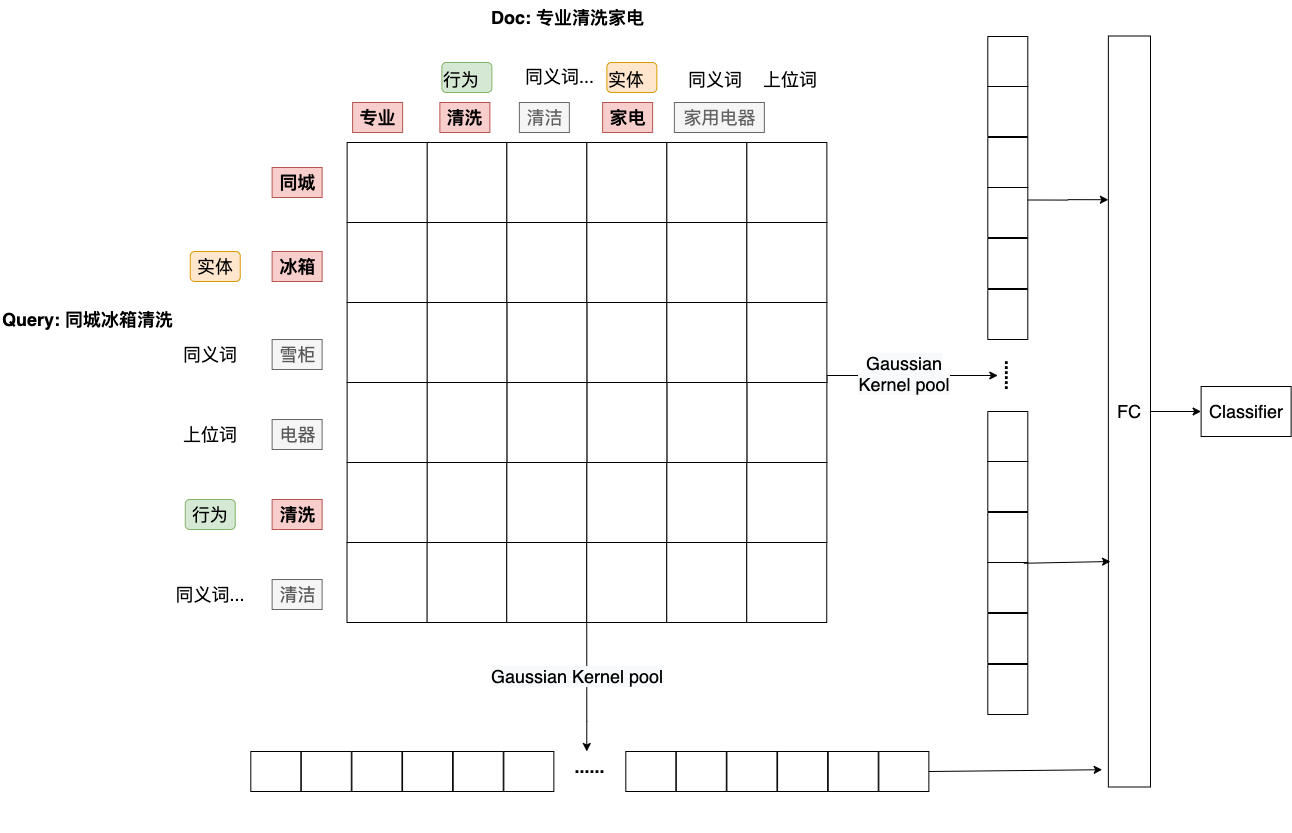 Doc: 专业清洗家电
行为 同义词... 实体 同义词 上位词
专业 清洗 清洁 家电 家用电器
同城
实体 冰箱
Query: 同城冰箱清洗
同义词 雪柜
Gaussian
Kernel pool
FC
Classifier
上位词 电器
行为 清洗
同义词... 清洁
Gaussian Kernel pool
......